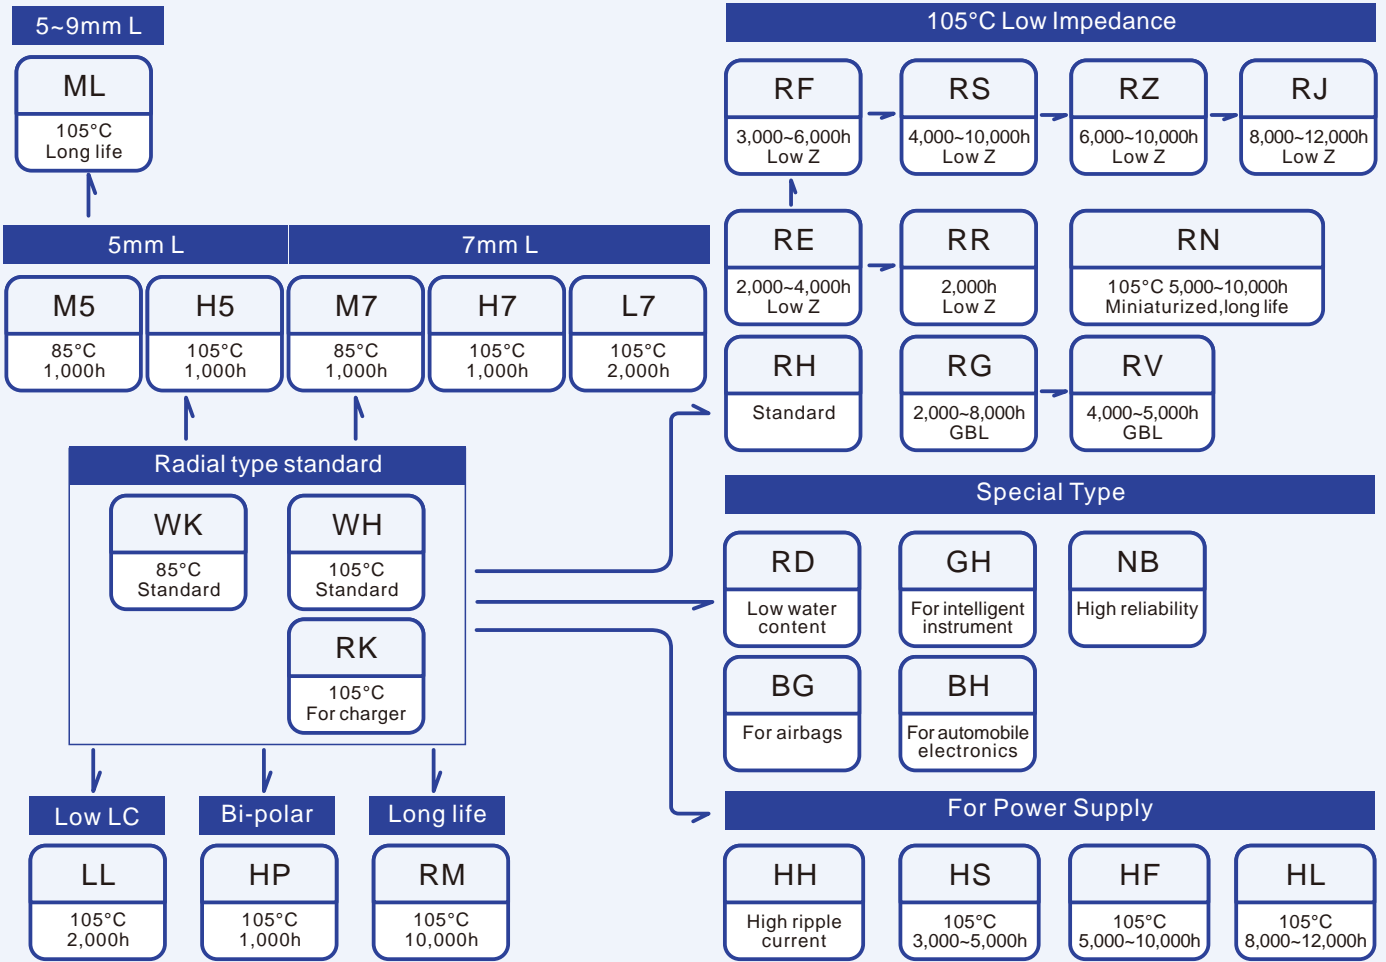 5~9mm L
ML
105°C
Long life
5mm L
7mm L
M5
85°C
1,000h
H5
105°C
1,000h
M7
85°C
1,000h
H7
105°C
1,000h
L7
105°C
2,000h
Radial type standard
WK
85°C
Standard
WH
105°C
Standard
RK
105°C
For charger
Low LC
LL
105°C
2,000h
Bi-polar
HP
105°C
1,000h
Long life
RM
105°C
10,000h
105°C Low Impedance
RF
3,000~6,000h
Low Z
RS
4,000~10,000h
Low Z
RZ
6,000~10,000h
Low Z
RJ
8,000~12,000h
Low Z
RE
2,000~4,000h
Low Z
RR
2,000h
Low Z
RN
105°C 5,000~10,000h
Miniaturized,long life
RH
Standard
RG
2,000~8,000h
GBL
RV
4,000~5,000h
GBL
Special Type
RD
Low water
content
GH
For intelligent
instrument
NB
High reliability
BG
For airbags
BH
For automobile
electronics
For Power Supply
HH
High ripple
current
HS
105°C
3,000~5,000h
HF
105°C
5,000~10,000h
HL
105°C
8,000~12,000h